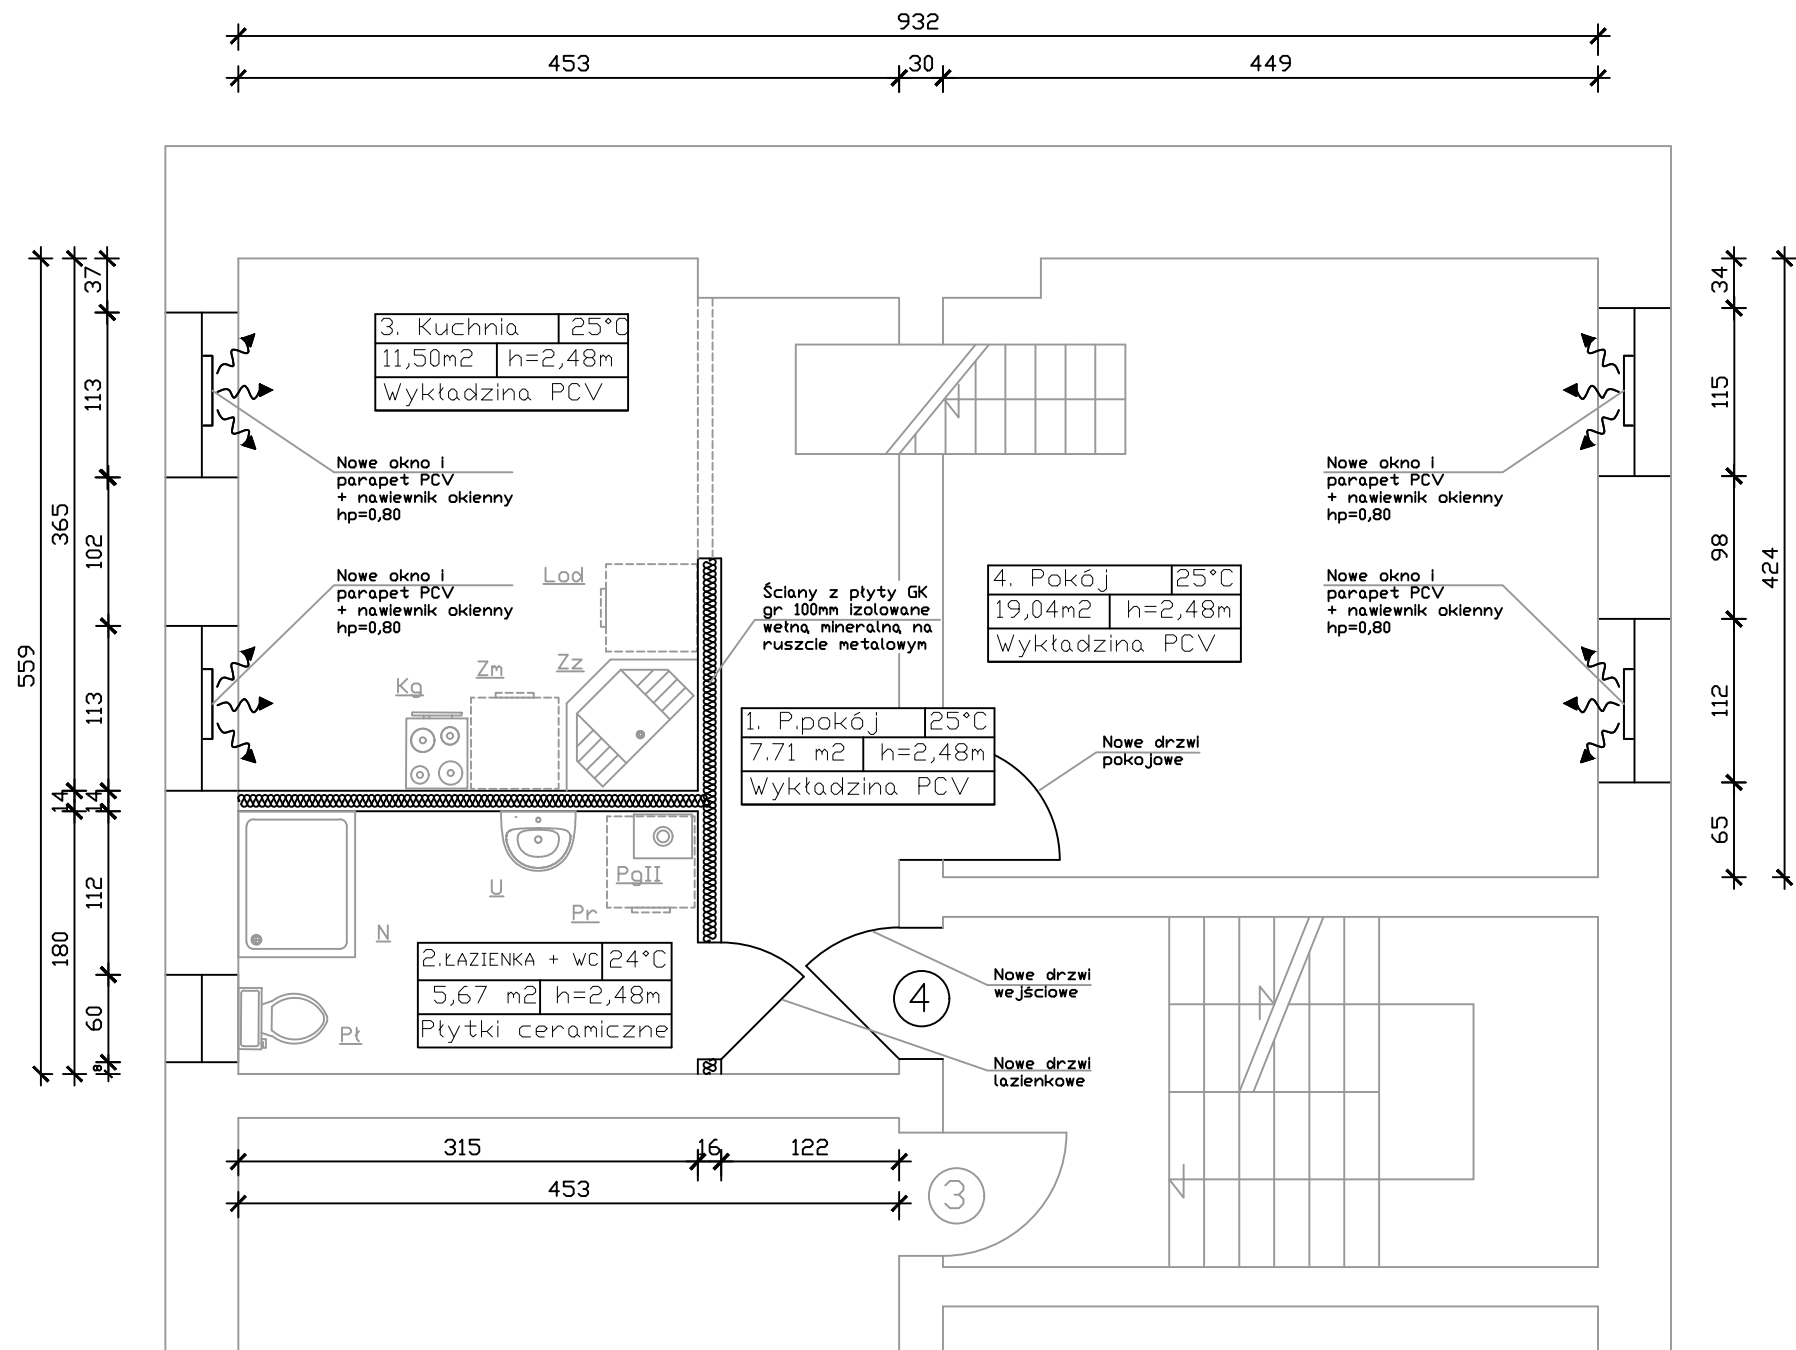 932
453
30
449
3. Kuchnia
25°C
11,50m2
h=2,48m
Wykładzina PCV
Nowe okno i
parapet PCV
+ nawiewnik okienny
hp=0,80
Nowe okno i
parapet PCV
+ nawiewnik okienny
hp=0,80
37
113
102
113
14
112
60
8
365
14
180
559
Lod
Zz
Zm
Kg
Ściany z płyty GK
gr 100mm izolowane
wełną mineralną na
ruszcie metalowym
1. P.pokój
25°C
7.71 m2
h=2,48m
Wykładzina PCV
4. Pokój
25°C
19,04m2
h=2,48m
Wykładzina PCV
Nowe okno i
parapet PCV
+ nawiewnik okienny
hp=0,80
Nowe okno i
parapet PCV
+ nawiewnik okienny
hp=0,80
34
115
98
112
65
424
Nowe drzwi
pokojowe
U
PgII
Pr
N
Pł
2.ŁAZIENKA + WC
24°C
5,67 m2
h=2,48m
Płytki ceramiczne
4
Nowe drzwi
wejściowe
Nowe drzwi
lazienkowe
315
16
122
453
3